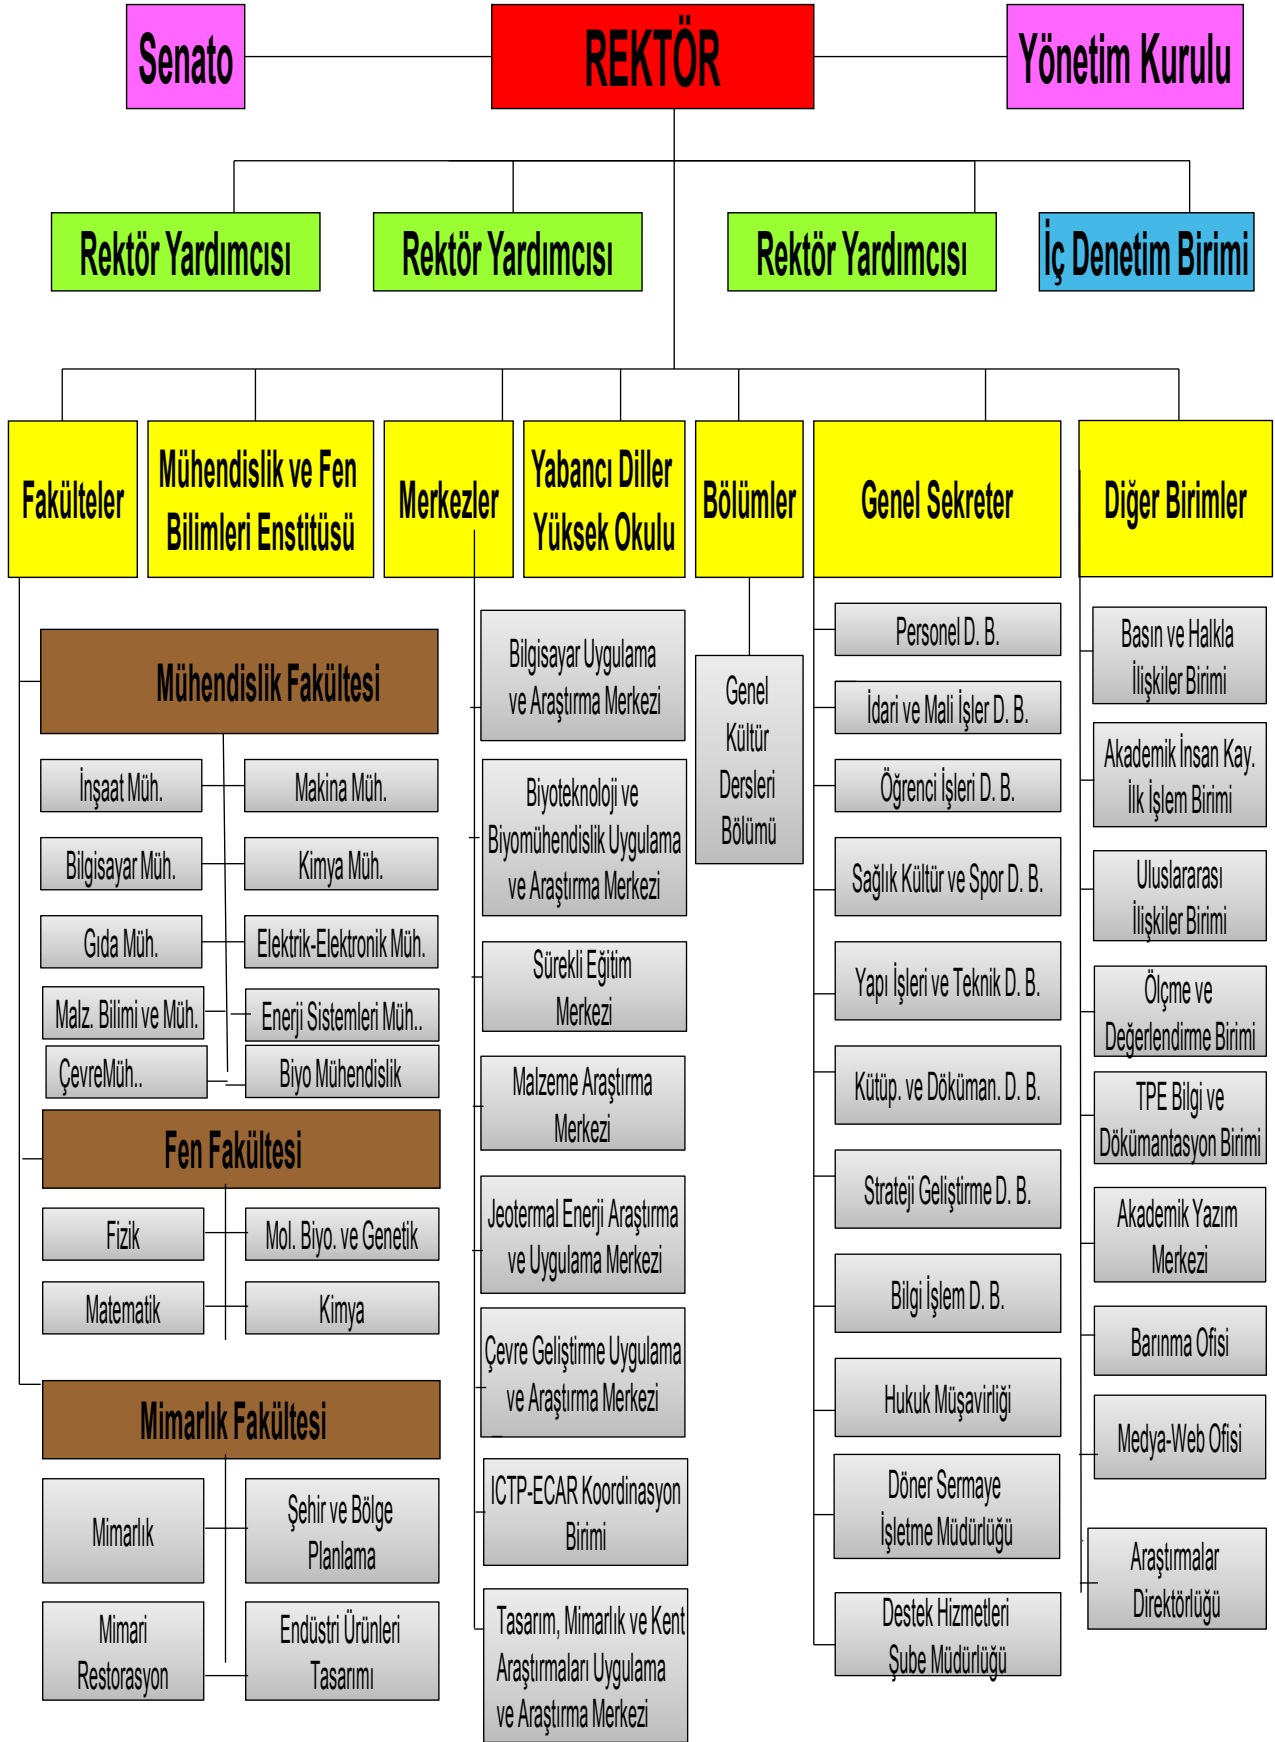 Senato
REKTÖR
Yönetim Kurulu
Rektör Yardımcısı
Rektör Yardımcısı
Rektör Yardımcısı
İç Denetim Birimi
Fakülteler
Mühendislik ve Fen
Bilimleri Enstitüsü
Merkezler
Yabancı Diller
Yüksek Okulu
Bölümler
Genel Sekreter
Diğer Birimler
Mühendislik Fakültesi
İnşaat Müh.
Makina Müh.
Bilgisayar Müh.
Kimya Müh.
Gıda Müh.
Elektrik-Elektronik Müh.
Malz. Bilimi ve Müh.
Enerji Sistemleri Müh..
ÇevreMüh..
Biyo Mühendislik
Fen Fakültesi
Fizik
Mol. Biyo. ve Genetik
Matematik
Kimya
Mimarlık Fakültesi
Mimarlık
Şehir ve Bölge
Planlama
Mimari
Restorasyon
Endüstri Ürünleri
Tasarımı
Bilgisayar Uygulama
ve Araştırma Merkezi
Biyoteknoloji ve
Biyomühendislik Uygulama
ve Araştırma Merkezi
Sürekli Eğitim
Merkezi
Malzeme Araştırma
Merkezi
Jeotermal Enerji Araştırma
ve Uygulama Merkezi
Çevre Geliştirme Uygulama
ve Araştırma Merkezi
ICTP-ECAR Koordinasyon
Birimi
Tasarım, Mimarlık ve Kent
Araştırmaları Uygulama
ve Araştırma Merkezi
Genel
Kültür
Dersleri
Bölümü
Personel D. B.
İdari ve Mali İşler D. B.
Öğrenci İşleri D. B.
Sağlık Kültür ve Spor D. B.
Yapı İşleri ve Teknik D. B.
Kütüp. ve Döküman. D. B.
Strateji Geliştirme D. B.
Bilgi İşlem D. B.
Hukuk Müşavirliği
Döner Sermaye
İşletme Müdürlüğü
Destek Hizmetleri
Şube Müdürlüğü
Basın ve Halkla
İlişkiler Birimi
Akademik İnsan Kay.
İlk İşlem Birimi
Uluslararası
İlişkiler Birimi
Ölçme ve
Değerlendirme Birimi
TPE Bilgi ve
Dökümantasyon Birimi
Akademik Yazım
Merkezi
Barınma Ofisi
Medya-Web Ofisi
Araştırmalar
Direktörlüğü